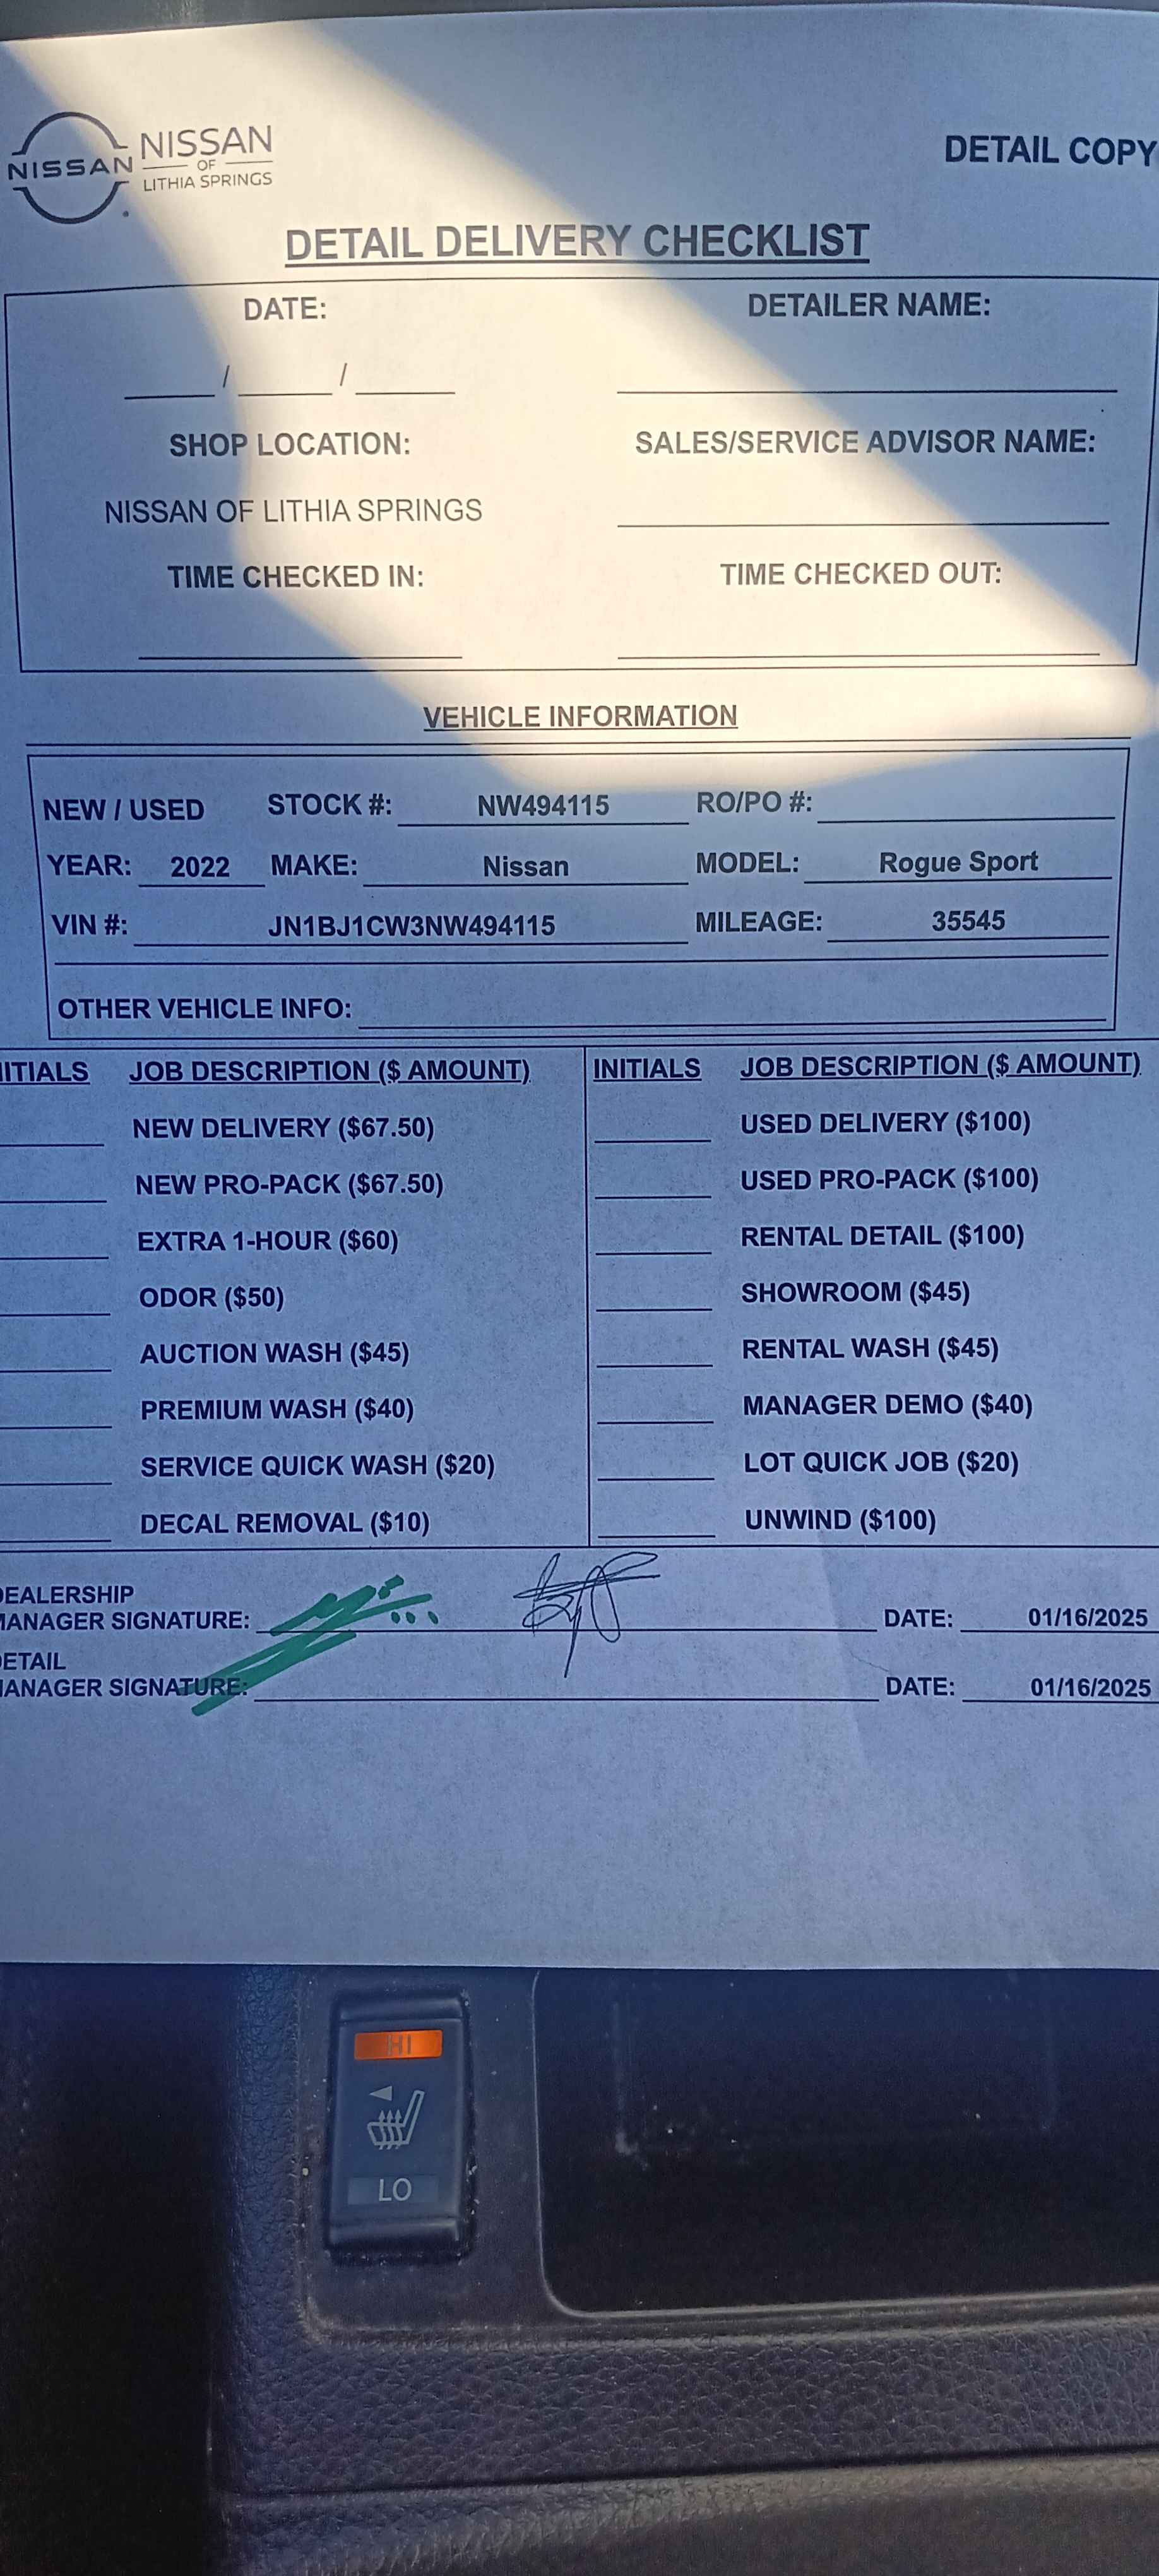 NISSAN
NISSAN
OF
LITHIA SPRINGS
DETAIL COPY
DETAIL DELIVERY CHECKLIST
DATE: DETAILER NAME:
/ /
SHOP LOCATION: SALES/SERVICE ADVISOR NAME:
NISSAN OF LITHIA SPRINGS
TIME CHECKED IN: TIME CHECKED OUT:
VEHICLE INFORMATION
NEW / USED STOCK #: NW494115 RO/PO #:
YEAR: 2022 MAKE: Nissan MODEL: Rogue Sport
VIN #: JN1BJ1CW3NW494115 MILEAGE: 35545
OTHER VEHICLE INFO:
ITIALS JOB DESCRIPTION ($ AMOUNT) INITIALS JOB DESCRIPTION ($ AMOUNT)
NEW DELIVERY ($67.50) USED DELIVERY ($100)
NEW PRO-PACK ($67.50) USED PRO-PACK ($100)
EXTRA 1-HOUR ($60) RENTAL DETAIL ($100)
ODOR ($50) SHOWROOM ($45)
AUCTION WASH ($45) RENTAL WASH ($45)
PREMIUM WASH ($40) MANAGER DEMO ($40)
SERVICE QUICK WASH ($20) LOT QUICK JOB ($20)
DECAL REMOVAL ($10) UNWIND ($100)
DEALERSHIP
MANAGER SIGNATURE: DATE: 01/16/2025
DETAIL
MANAGER SIGNATURE: DATE: 01/16/2025
HI
LO